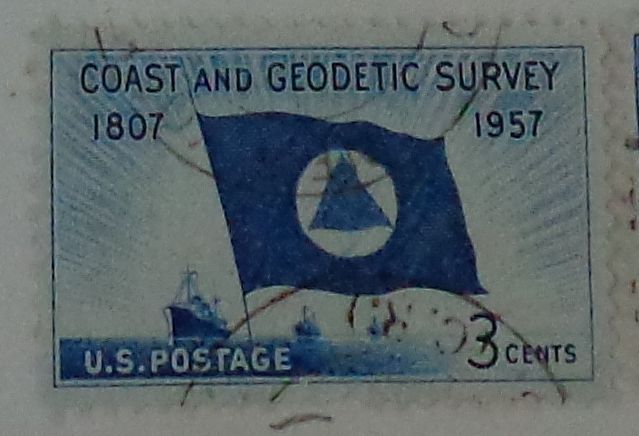 COAST AND GEODETIC SURVEY
1807 1957
3 CENTS
U.S. POSTAGE